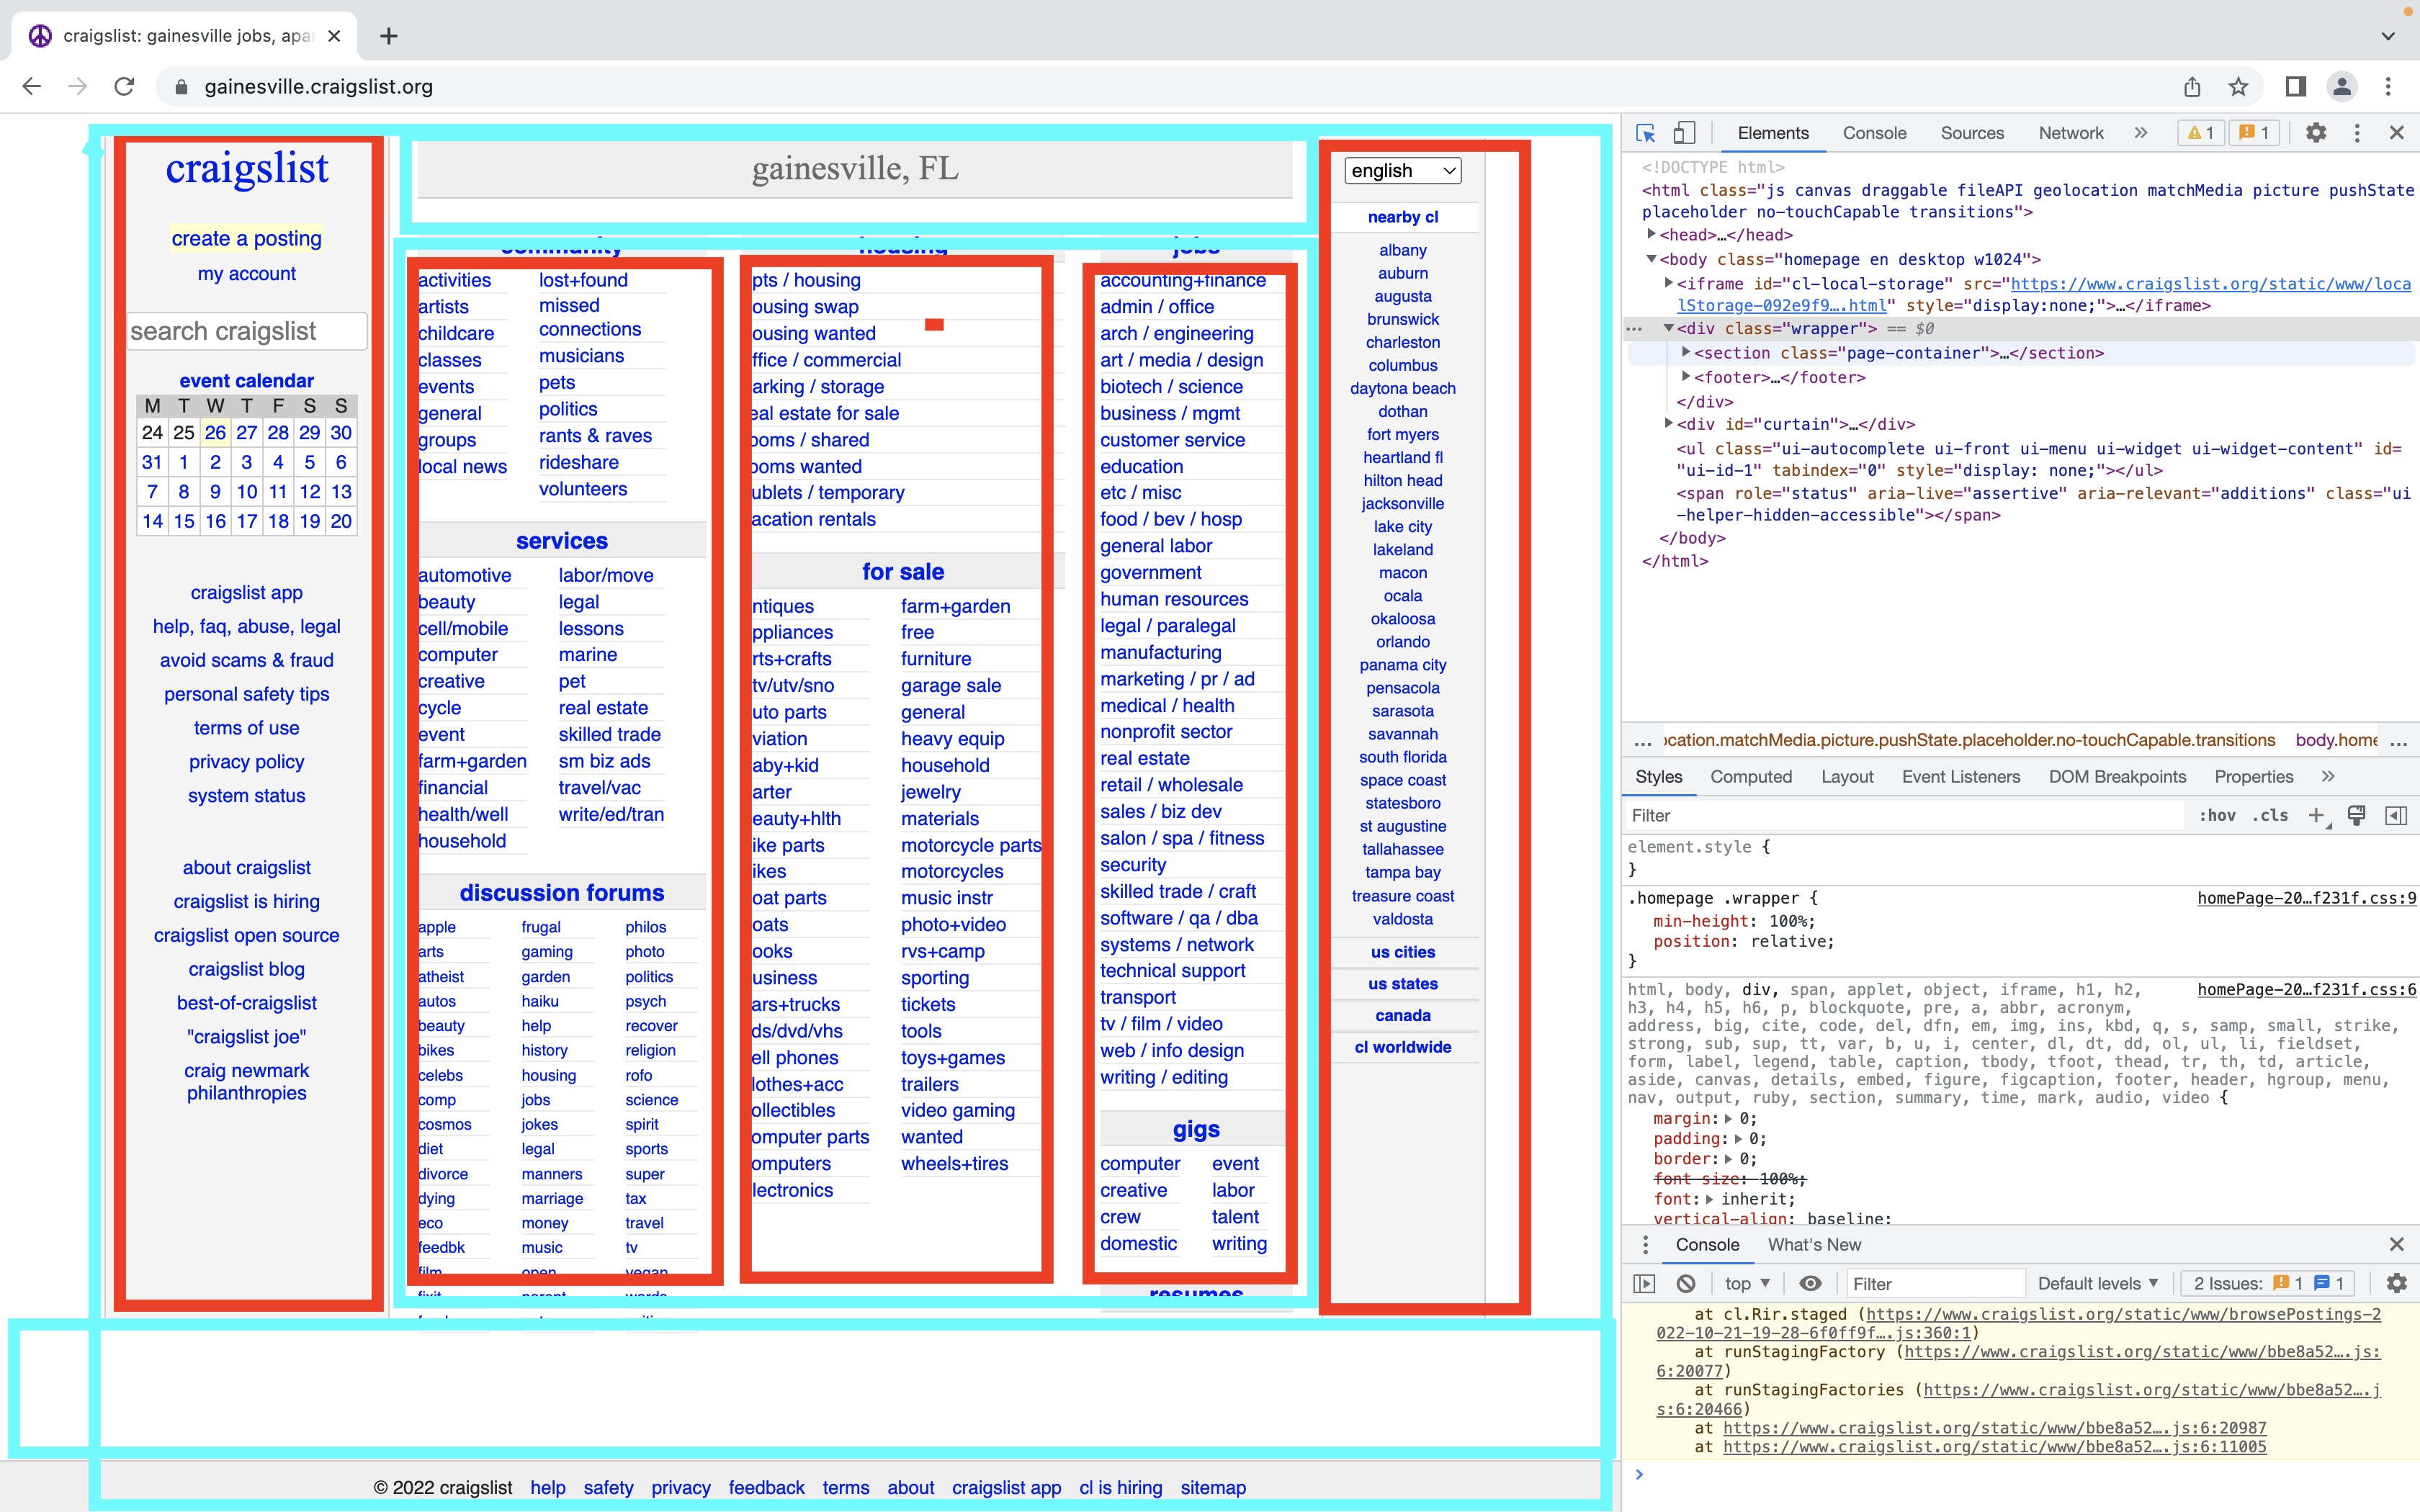 craigslist: gainesville jobs, apa
gainesville.craigslist.org
craigslist
create a posting
my account
search craigslist
event calendar
M T W T F S S
24 25 26 27 28 29 30
31 1 2 3 4 5 6
7 8 9 10 11 12 13
14 15 16 17 18 19 20
craigslist app
help, faq, abuse, legal
avoid scams & fraud
personal safety tips
terms of use
privacy policy
system status
about craigslist
craigslist is hiring
craigslist open source
craigslist blog
best-of-craigslist
"craigslist joe"
craig newmark
philanthropies
gainesville, FL
community
activities
artists
childcare
classes
events
general
groups
local news
lost+found
missed
connections
musicians
pets
politics
rants & raves
rideshare
volunteers
services
automotive
beauty
cell/mobile
computer
creative
cycle
event
farm+garden
financial
health/well
household
labor/move
legal
lessons
marine
pet
real estate
skilled trade
sm biz ads
travel/vac
write/ed/tran
discussion forums
apple
arts
atheist
autos
beauty
bikes
celebs
comp
cosmos
diet
divorce
dying
eco
feedbk
film
fixit
frugal
gaming
garden
haiku
help
history
housing
jobs
jokes
legal
manners
marriage
money
music
open
parent
philos
photo
politics
psych
recover
religion
rofo
science
spirit
sports
super
tax
travel
tv
vegan
words
housing
pts / housing
ousing swap
ousing wanted
ffice / commercial
arking / storage
eal estate for sale
ooms / shared
ooms wanted
ublets / temporary
acation rentals
for sale
ntiques
ppliances
rts+crafts
tv/utv/sno
uto parts
viation
aby+kid
arter
eauty+hlth
ike parts
ikes
oat parts
oats
ooks
usiness
ars+trucks
ds/dvd/vhs
ell phones
lothes+acc
ollectibles
omputer parts
omputers
lectronics
farm+garden
free
furniture
garage sale
general
heavy equip
household
jewelry
materials
motorcycle parts
motorcycles
music instr
photo+video
rvs+camp
sporting
tickets
tools
toys+games
trailers
video gaming
wanted
wheels+tires
jobs
accounting+finance
admin / office
arch / engineering
art / media / design
biotech / science
business / mgmt
customer service
education
etc / misc
food / bev / hosp
general labor
government
human resources
legal / paralegal
manufacturing
marketing / pr / ad
medical / health
nonprofit sector
real estate
retail / wholesale
sales / biz dev
salon / spa / fitness
security
skilled trade / craft
software / qa / dba
systems / network
technical support
transport
tv / film / video
web / info design
writing / editing
gigs
computer
creative
crew
domestic
event
labor
talent
writing
resumes
english
nearby cl
albany
auburn
augusta
brunswick
charleston
columbus
daytona beach
dothan
fort myers
heartland fl
hilton head
jacksonville
lake city
lakeland
macon
ocala
okaloosa
orlando
panama city
pensacola
sarasota
savannah
south florida
space coast
statesboro
st augustine
tallahassee
tampa bay
treasure coast
valdosta
us cities
us states
canada
cl worldwide
© 2022 craigslist help safety privacy feedback terms about craigslist app cl is hiring sitemap
Elements Console Sources Network » 1 1
<!DOCTYPE html>
<html class="js canvas draggable fileAPI geolocation matchMedia picture pushState
placeholder no-touchCapable transitions">
<head>…</head>
<body class="homepage en desktop w1024">
<iframe id="cl-local-storage" src="https://www.craigslist.org/static/www/loca
lStorage-092e9f9….html" style="display:none;">…</iframe>
<div class="wrapper"> == $0
<section class="page-container">…</section>
<footer>…</footer>
</div>
<div id="curtain">…</div>
<ul class="ui-autocomplete ui-front ui-menu ui-widget ui-widget-content" id=
"ui-id-1" tabindex="0" style="display: none;"></ul>
<span role="status" aria-live="assertive" aria-relevant="additions" class="ui
-helper-hidden-accessible"></span>
</body>
</html>
… ocation.matchMedia.picture.pushState.placeholder.no-touchCapable.transitions body.home …
Styles Computed Layout Event Listeners DOM Breakpoints Properties »
Filter :hov .cls
element.style {
}
.homepage .wrapper { homePage-20…f231f.css:9
min-height: 100%;
position: relative;
}
html, body, div, span, applet, object, iframe, h1, h2, homePage-20…f231f.css:6
h3, h4, h5, h6, p, blockquote, pre, a, abbr, acronym,
address, big, cite, code, del, dfn, em, img, ins, kbd, q, s, samp, small, strike,
strong, sub, sup, tt, var, b, u, i, center, dl, dt, dd, ol, ul, li, fieldset,
form, label, legend, table, caption, tbody, tfoot, thead, tr, th, td, article,
aside, canvas, details, embed, figure, figcaption, footer, header, hgroup, menu,
nav, output, ruby, section, summary, time, mark, audio, video {
margin: 0;
padding: 0;
border: 0;
font-size: 100%;
font: inherit;
vertical-align: baseline;
Console What's New
top Filter Default levels 2 Issues: 1 1
at cl.Rir.staged (https://www.craigslist.org/static/www/browsePostings-2
022-10-21-19-28-6f0ff9f….js:360:1)
at runStagingFactory (https://www.craigslist.org/static/www/bbe8a52….js:
6:20077)
at runStagingFactories (https://www.craigslist.org/static/www/bbe8a52….j
s:6:20466)
at https://www.craigslist.org/static/www/bbe8a52….js:6:20987
at https://www.craigslist.org/static/www/bbe8a52….js:6:11005